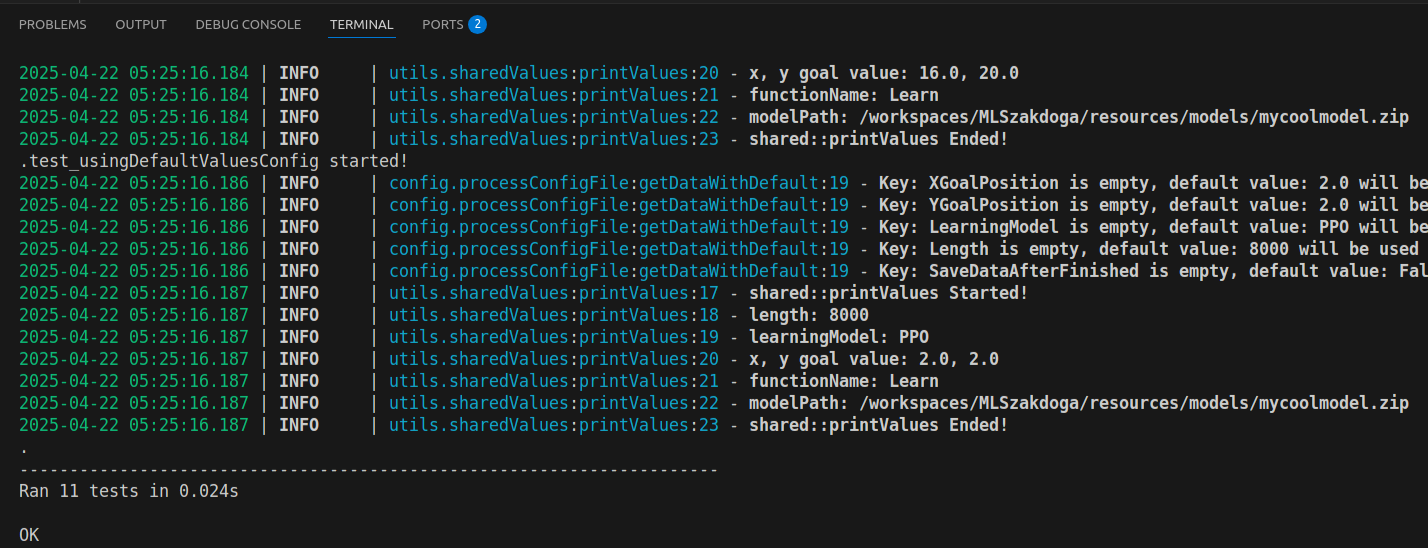 PROBLEMS OUTPUT DEBUG CONSOLE TERMINAL PORTS 2
2025-04-22 05:25:16.184 | INFO     | utils.sharedValues:printValues:20 - x, y goal value: 16.0, 20.0
2025-04-22 05:25:16.184 | INFO     | utils.sharedValues:printValues:21 - functionName: Learn
2025-04-22 05:25:16.184 | INFO     | utils.sharedValues:printValues:22 - modelPath: /workspaces/MLSzakdoga/resources/models/mycoolmodel.zip
2025-04-22 05:25:16.184 | INFO     | utils.sharedValues:printValues:23 - shared::printValues Ended!
.test_usingDefaultValuesConfig started!
2025-04-22 05:25:16.186 | INFO     | config.processConfigFile:getDataWithDefault:19 - Key: XGoalPosition is empty, default value: 2.0 will be
2025-04-22 05:25:16.186 | INFO     | config.processConfigFile:getDataWithDefault:19 - Key: YGoalPosition is empty, default value: 2.0 will be
2025-04-22 05:25:16.186 | INFO     | config.processConfigFile:getDataWithDefault:19 - Key: LearningModel is empty, default value: PPO will be
2025-04-22 05:25:16.186 | INFO     | config.processConfigFile:getDataWithDefault:19 - Key: Length is empty, default value: 8000 will be used
2025-04-22 05:25:16.186 | INFO     | config.processConfigFile:getDataWithDefault:19 - Key: SaveDataAfterFinished is empty, default value: Fal
2025-04-22 05:25:16.187 | INFO     | utils.sharedValues:printValues:17 - shared::printValues Started!
2025-04-22 05:25:16.187 | INFO     | utils.sharedValues:printValues:18 - length: 8000
2025-04-22 05:25:16.187 | INFO     | utils.sharedValues:printValues:19 - learningModel: PPO
2025-04-22 05:25:16.187 | INFO     | utils.sharedValues:printValues:20 - x, y goal value: 2.0, 2.0
2025-04-22 05:25:16.187 | INFO     | utils.sharedValues:printValues:21 - functionName: Learn
2025-04-22 05:25:16.187 | INFO     | utils.sharedValues:printValues:22 - modelPath: /workspaces/MLSzakdoga/resources/models/mycoolmodel.zip
2025-04-22 05:25:16.187 | INFO     | utils.sharedValues:printValues:23 - shared::printValues Ended!
.
----------------------------------------------------------------------
Ran 11 tests in 0.024s
OK